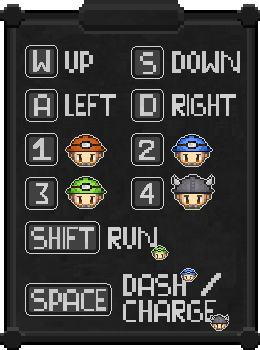 W UP S DOWN
A LEFT D RIGHT
1 2
3 4
SHIFT RUN
SPACE DASH /
CHARGE